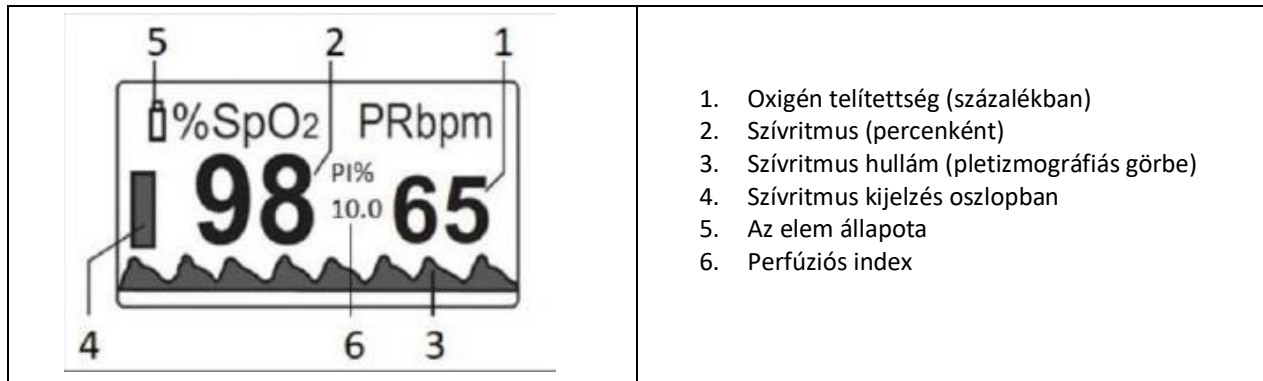 5 2 1
%SpO₂ PRbpm
98 PI% 10.0 65
4 6 3
1. Oxigén telítettség (százalékban)
2. Szívritmus (percenként)
3. Szívritmus hullám (pletizmográfiás görbe)
4. Szívritmus kijelzés oszlopban
5. Az elem állapota
6. Perfúziós index